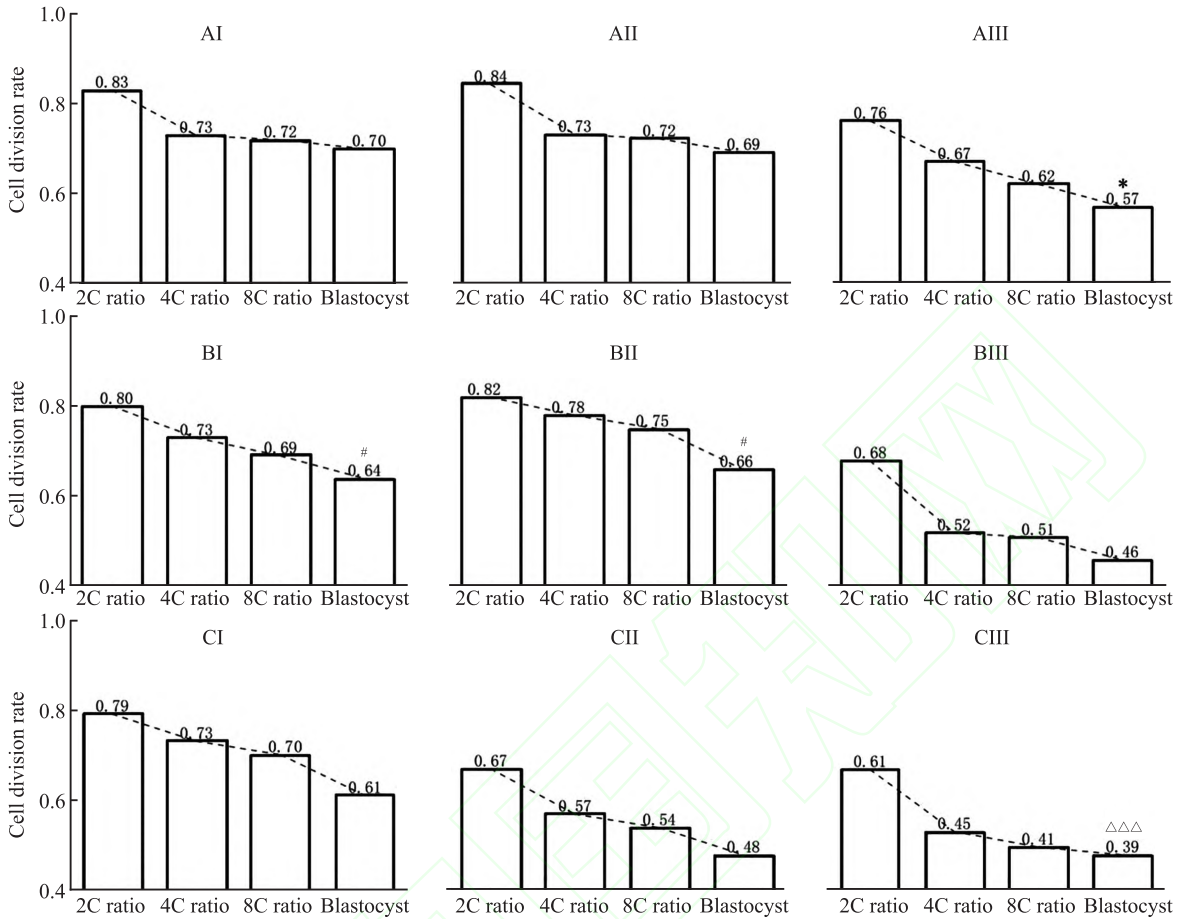 1.0
AI AII AIII
0.8
0.6
0.4
Cell division rate
0.83 0.73 0.72 0.70
0.84 0.73 0.72 0.69
0.76 0.67 0.62 0.57
*
2C ratio 4C ratio 8C ratio Blastocyst 2C ratio 4C ratio 8C ratio Blastocyst 2C ratio 4C ratio 8C ratio Blastocyst
1.0
BI BII BIII
0.8
0.6
0.4
Cell division rate
0.80 0.73 0.69 0.64
#
0.82 0.78 0.75 0.66
#
0.68 0.52 0.51 0.46
2C ratio 4C ratio 8C ratio Blastocyst 2C ratio 4C ratio 8C ratio Blastocyst 2C ratio 4C ratio 8C ratio Blastocyst
1.0
CI CII CIII
0.8
0.6
0.4
Cell division rate
0.79 0.73 0.70 0.61
0.67 0.57 0.54 0.48
0.61 0.45 0.41 0.39
△△△
2C ratio 4C ratio 8C ratio Blastocyst 2C ratio 4C ratio 8C ratio Blastocyst 2C ratio 4C ratio 8C ratio Blastocyst